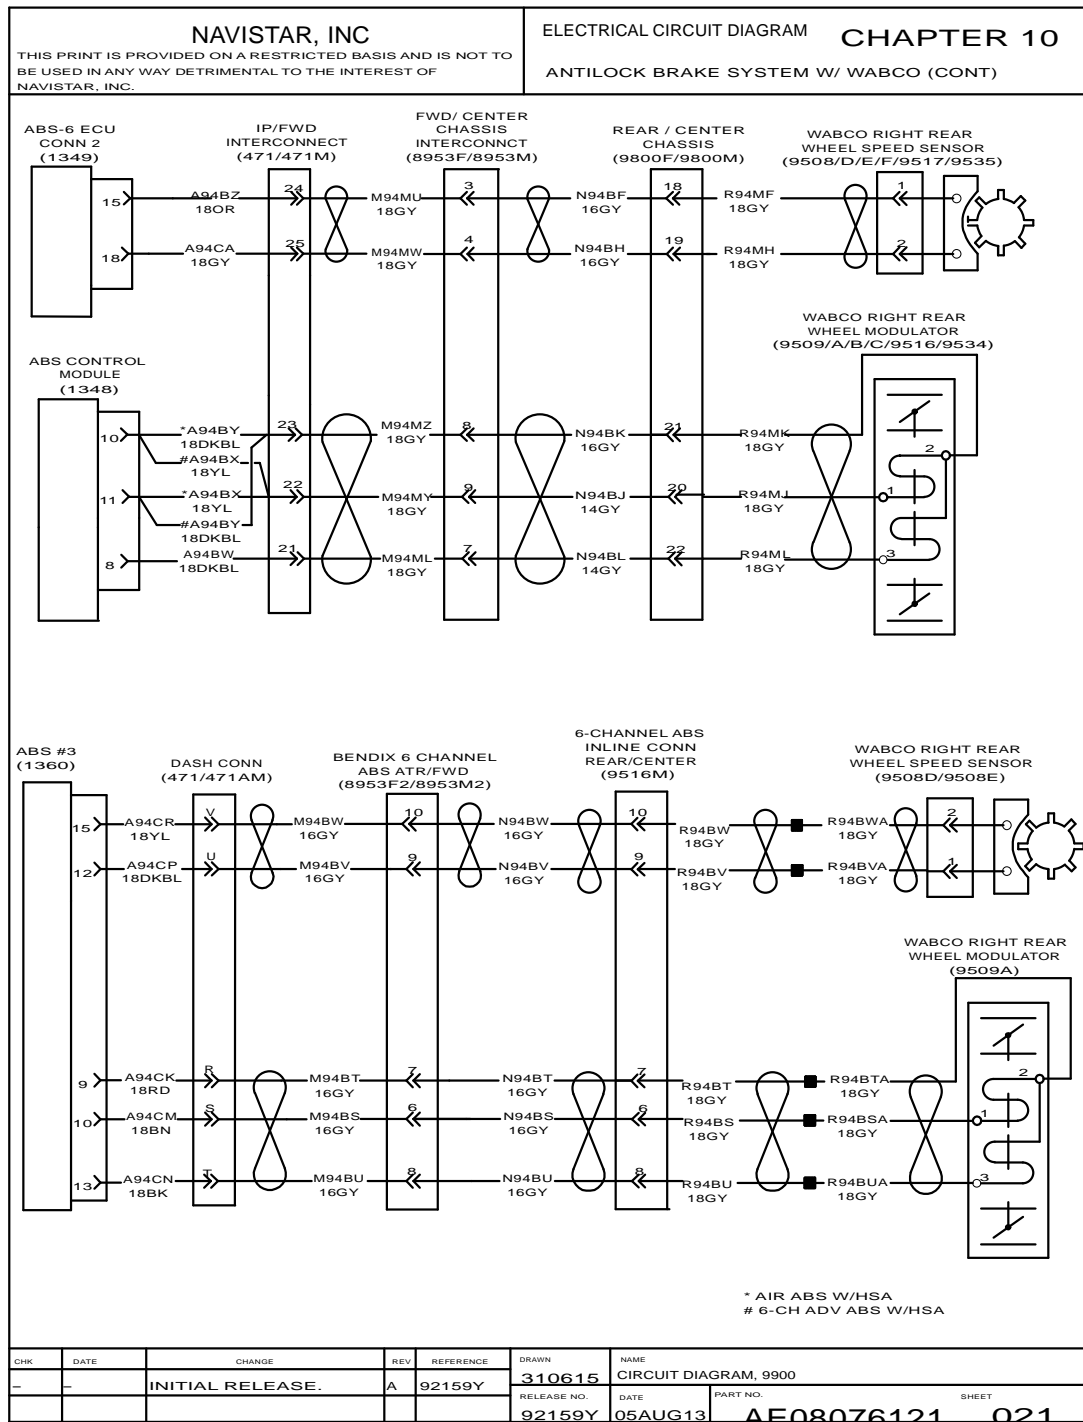 NAVISTAR, INC
THIS PRINT IS PROVIDED ON A RESTRICTED BASIS AND IS NOT TO
BE USED IN ANY WAY DETRIMENTAL TO THE INTEREST OF
NAVISTAR, INC.
ELECTRICAL CIRCUIT DIAGRAM
CHAPTER 10
ANTILOCK BRAKE SYSTEM W/ WABCO (CONT)
ABS-6 ECU
CONN 2
(1349)
IP/FWD
INTERCONNECT
(471/471M)
FWD/ CENTER
CHASSIS
INTERCONNCT
(8953F/8953M)
REAR / CENTER
CHASSIS
(9800F/9800M)
WABCO RIGHT REAR
WHEEL SPEED SENSOR
(9508/D/E/F/9517/9535)
15 A94BZ 24 M94MU 3 N94BF 18 R94MF 1
18OR 18GY 16GY 18GY
18 A94CA 25 M94MW 4 N94BH 19 R94MH 2
18GY 18GY 16GY 18GY
WABCO RIGHT REAR
WHEEL MODULATOR
(9509/A/B/C/9516/9534)
ABS CONTROL
MODULE
(1348)
10 *A94BY 23 M94MZ 8 N94BK 21 R94MK 2
18DKBL 18GY 16GY 18GY
#A94BX
18YL
11 *A94BX 22 M94MY 9 N94BJ 20 R94MJ 1
18YL 18GY 14GY 18GY
#A94BY
18DKBL
8 A94BW 21 M94ML 7 N94BL 22 R94ML 3
18DKBL 18GY 14GY 18GY
ABS #3
(1360)
DASH CONN
(471/471AM)
BENDIX 6 CHANNEL
ABS ATR/FWD
(8953F2/8953M2)
6-CHANNEL ABS
INLINE CONN
REAR/CENTER
(9516M)
WABCO RIGHT REAR
WHEEL SPEED SENSOR
(9508D/9508E)
15 A94CR V M94BW 10 N94BW 10 R94BW R94BWA 2
18YL 16GY 16GY 18GY 18GY
12 A94CP U M94BV 9 N94BV 9 R94BV R94BVA 1
18DKBL 16GY 16GY 18GY 18GY
WABCO RIGHT REAR
WHEEL MODULATOR
(9509A)
9 A94CK R M94BT 7 N94BT 7 R94BT R94BTA 2
18RD 16GY 16GY 18GY 18GY
10 A94CM S M94BS 6 N94BS 6 R94BS R94BSA 1
18BN 16GY 16GY 18GY 18GY
13 A94CN T M94BU 8 N94BU 8 R94BU R94BUA 3
18BK 16GY 16GY 18GY 18GY
* AIR ABS W/HSA
# 6-CH ADV ABS W/HSA
CHK DATE CHANGE REV REFERENCE
– – INITIAL RELEASE. A 92159Y
DRAWN
310615
NAME
CIRCUIT DIAGRAM, 9900
RELEASE NO.
92159Y
DATE
05AUG13
PART NO.
AE08076121
SHEET
021